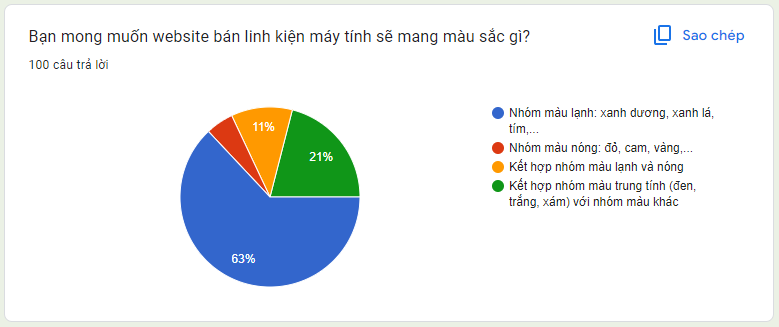 Bạn mong muốn website bán linh kiện máy tính sẽ mang màu sắc gì?
Sao chép
100 câu trả lời
11%
21%
63%
Nhóm màu lạnh: xanh dương, xanh lá,
tím,...
Nhóm màu nóng: đỏ, cam, vàng,...
Kết hợp nhóm màu lạnh và nóng
Kết hợp nhóm màu trung tính (đen,
trắng, xám) với nhóm màu khác